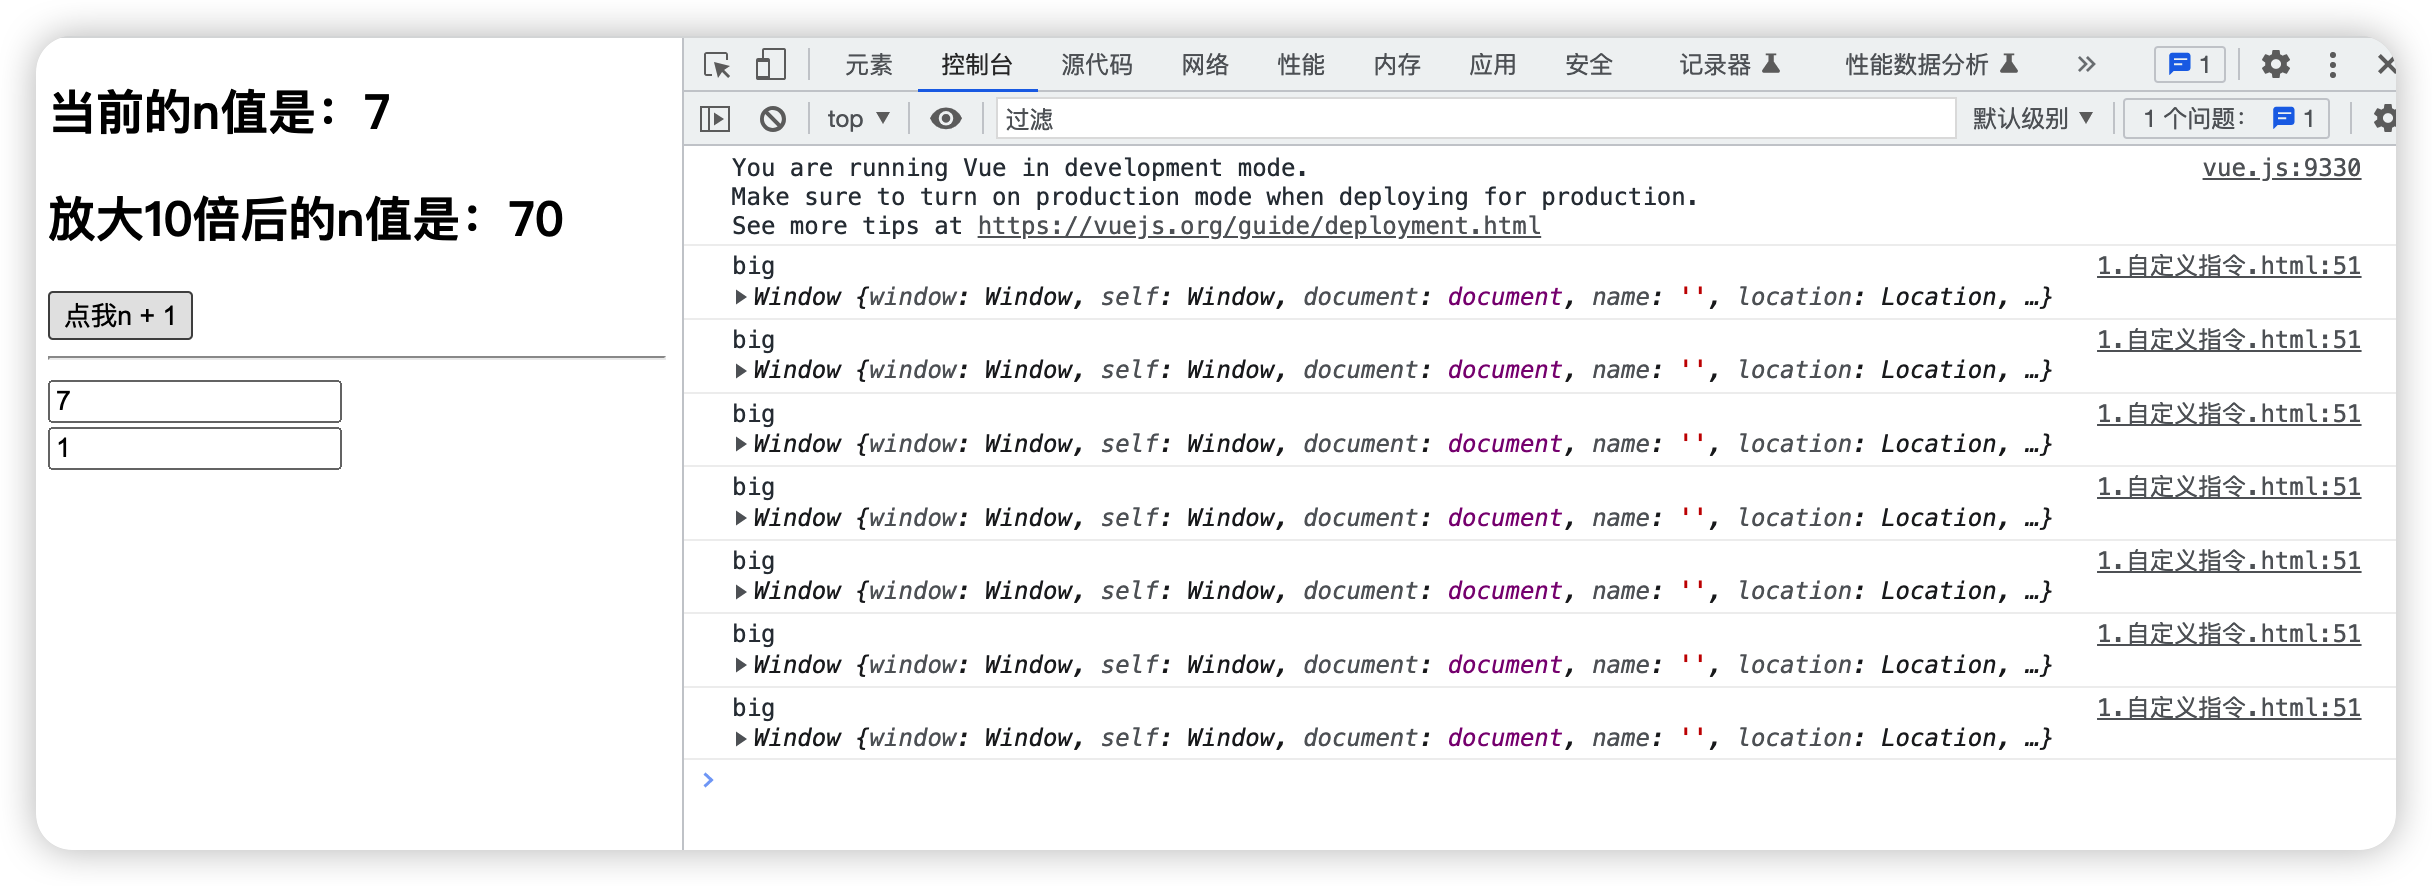 当前的n值是：7
放大10倍后的n值是：70
点我n + 1
7
1
元素 控制台 源代码 网络 性能 内存 应用 安全 记录器 性能数据分析 » 1
top ▼ 过滤 默认级别 ▼ 1 个问题： 1
You are running Vue in development mode. vue.js:9330
Make sure to turn on production mode when deploying for production.
See more tips at https://vuejs.org/guide/deployment.html
big 1.自定义指令.html:51
▶Window {window: Window, self: Window, document: document, name: '', location: Location, …}
big 1.自定义指令.html:51
▶Window {window: Window, self: Window, document: document, name: '', location: Location, …}
big 1.自定义指令.html:51
▶Window {window: Window, self: Window, document: document, name: '', location: Location, …}
big 1.自定义指令.html:51
▶Window {window: Window, self: Window, document: document, name: '', location: Location, …}
big 1.自定义指令.html:51
▶Window {window: Window, self: Window, document: document, name: '', location: Location, …}
big 1.自定义指令.html:51
▶Window {window: Window, self: Window, document: document, name: '', location: Location, …}
big 1.自定义指令.html:51
▶Window {window: Window, self: Window, document: document, name: '', location: Location, …}